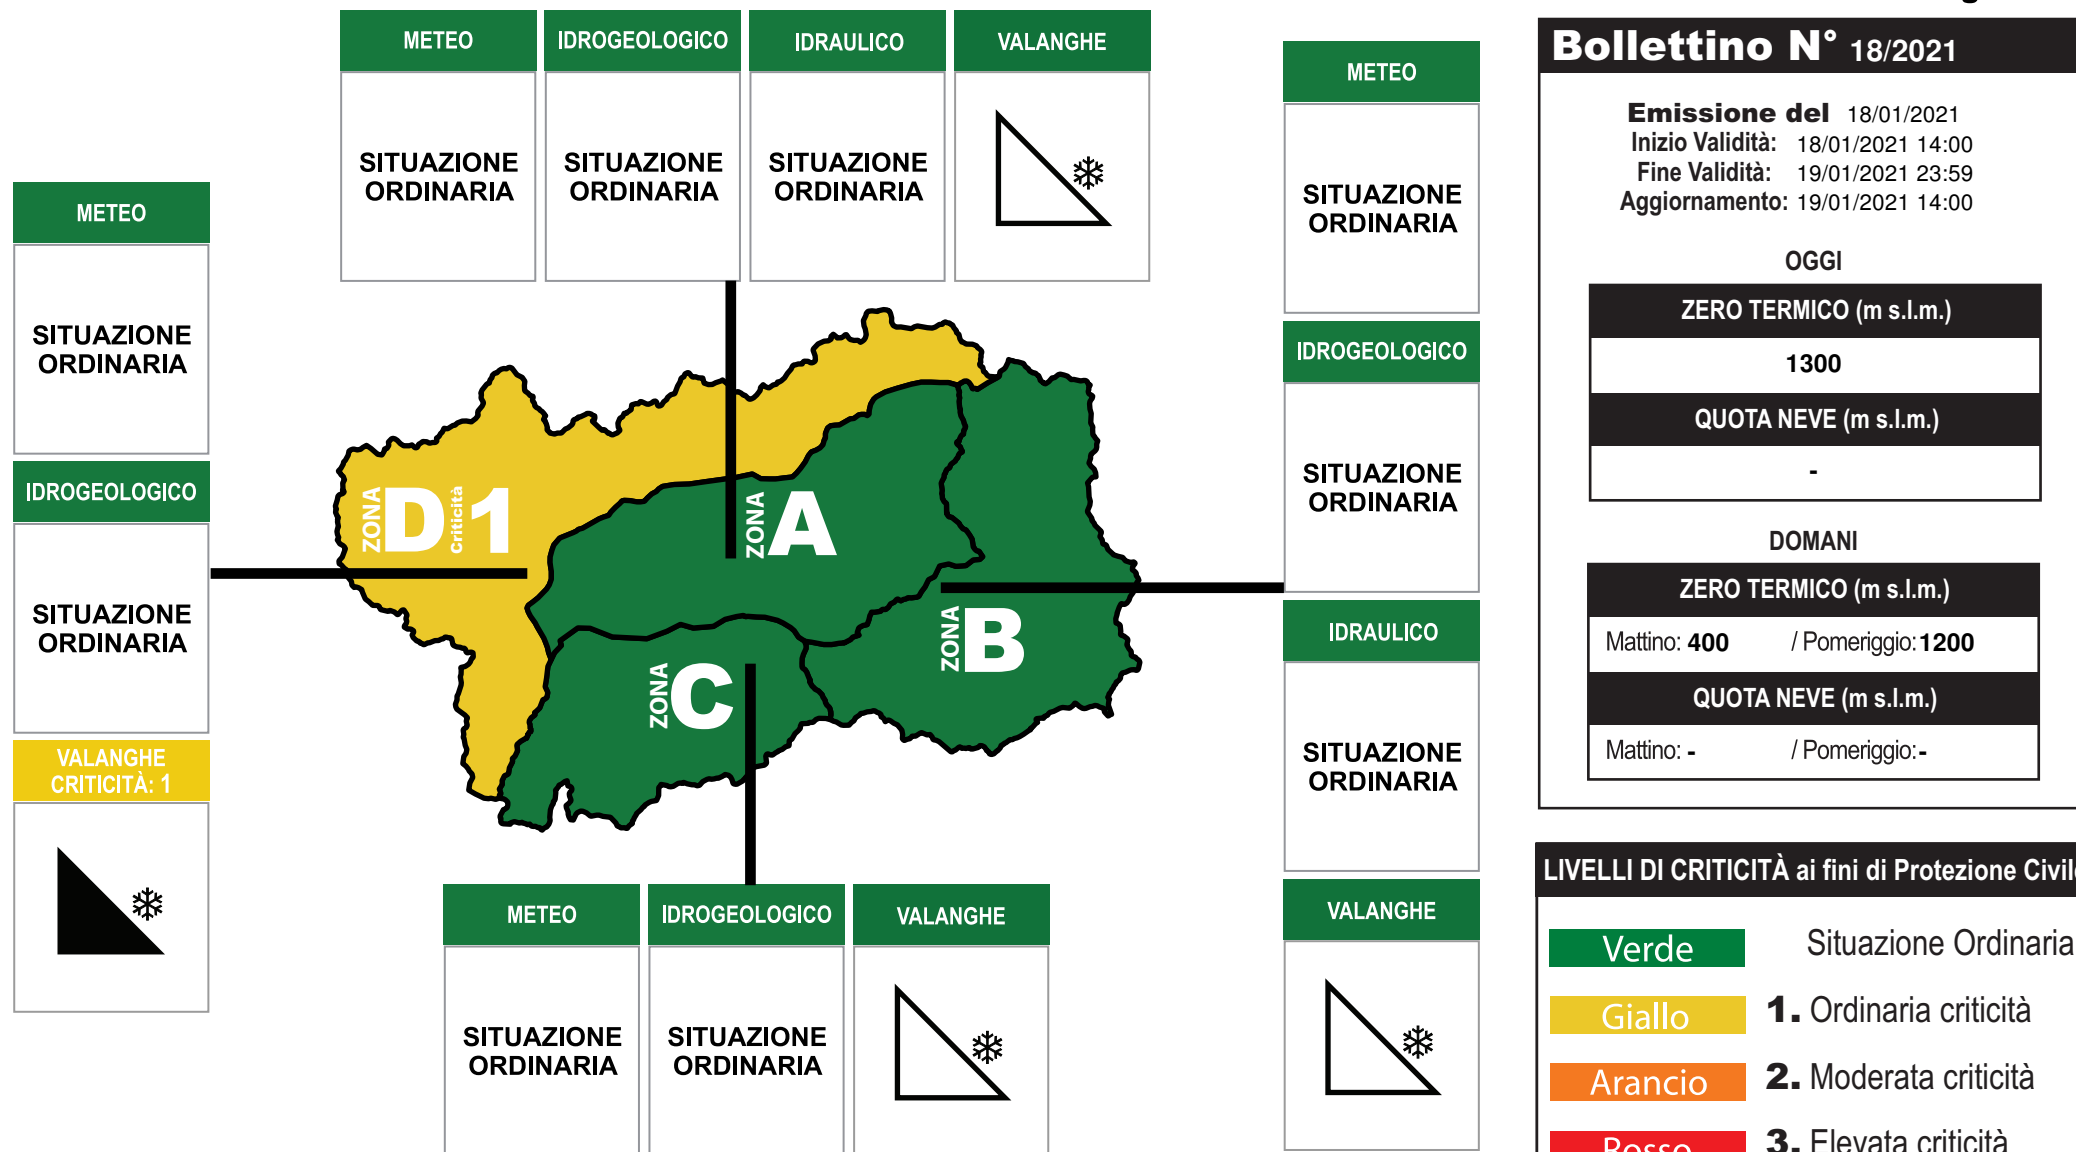 METEO
IDROGEOLOGICO
IDRAULICO
VALANGHE
SITUAZIONE
ORDINARIA
SITUAZIONE
ORDINARIA
SITUAZIONE
ORDINARIA
METEO
SITUAZIONE
ORDINARIA
IDROGEOLOGICO
SITUAZIONE
ORDINARIA
VALANGHE
CRITICITÀ: 1
ZONA D Criticità 1
ZONA A
ZONA B
ZONA C
METEO
IDROGEOLOGICO
VALANGHE
SITUAZIONE
ORDINARIA
SITUAZIONE
ORDINARIA
METEO
SITUAZIONE
ORDINARIA
IDROGEOLOGICO
SITUAZIONE
ORDINARIA
IDRAULICO
SITUAZIONE
ORDINARIA
VALANGHE
Bollettino N° 18/2021
Emissione del 18/01/2021
Inizio Validità: 18/01/2021 14:00
Fine Validità: 19/01/2021 23:59
Aggiornamento: 19/01/2021 14:00
OGGI
ZERO TERMICO (m s.l.m.)
1300
QUOTA NEVE (m s.l.m.)
-
DOMANI
ZERO TERMICO (m s.l.m.)
Mattino: 400 / Pomeriggio: 1200
QUOTA NEVE (m s.l.m.)
Mattino: - / Pomeriggio: -
LIVELLI DI CRITICITÀ ai fini di Protezione Civile
Verde Situazione Ordinaria
Giallo 1. Ordinaria criticità
Arancio 2. Moderata criticità
Rosso 3. Elevata criticità